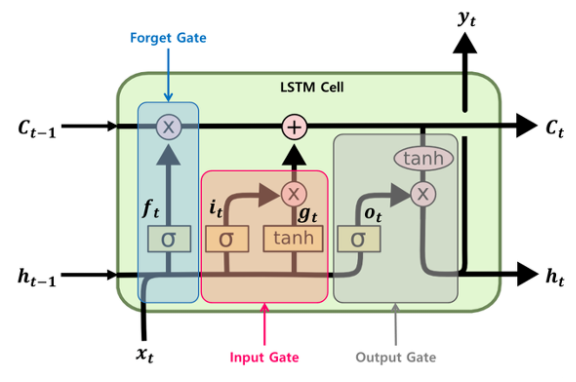 y_t
Forget Gate
LSTM Cell
C_{t-1}
x
+
C_t
tanh
f_t
i_t
x
g_t
o_t
x
σ
σ
tanh
σ
h_{t-1}
h_t
x_t
Input Gate
Output Gate